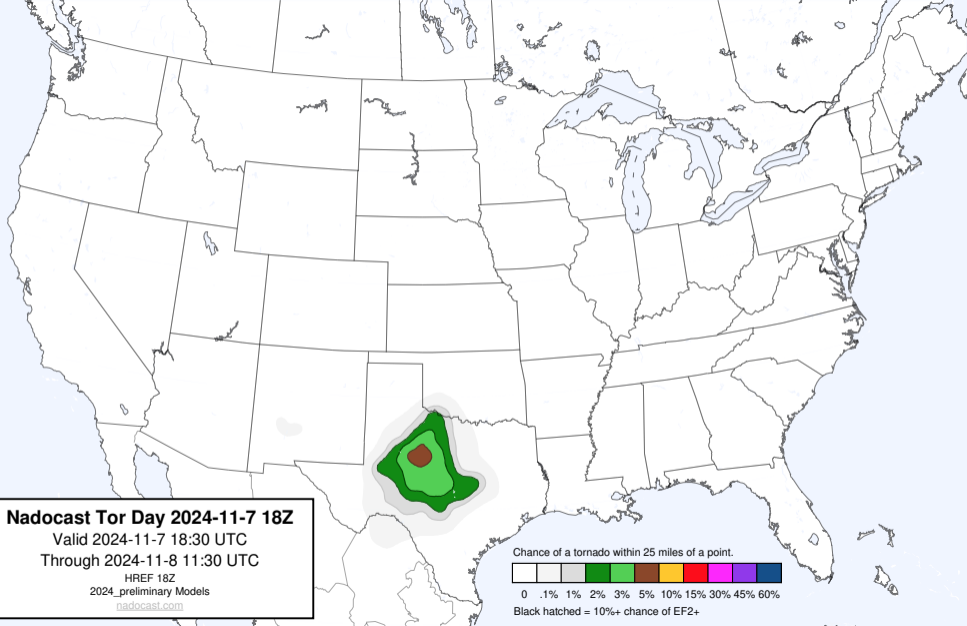 Nadocast Tor Day 2024-11-7 18Z
Valid 2024-11-7 18:30 UTC
Through 2024-11-8 11:30 UTC
HREF 18Z
2024_preliminary Models
nadocast.com
Chance of a tornado within 25 miles of a point.
0 .1% 1% 2% 3% 5% 10% 15% 30% 45% 60%
Black hatched = 10%+ chance of EF2+